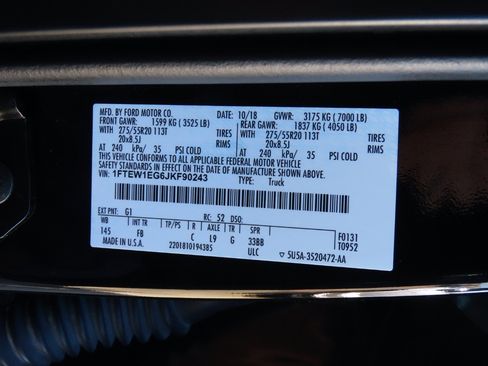 MFD. BY FORD MOTOR CO. DATE: 10/18 GVWR: 3175 KG ( 7000 LB)
FRONT GAWR: 1599 KG ( 3525 LB) REAR GAWR: 1837 KG ( 4050 LB)
WITH 275/55R20 113T TIRES WITH 275/55R20 113T TIRES
20x8.5J RIMS 20x8.5J RIMS
AT 240 kPa/ 35 PSI COLD AT 240 kPa/ 35 PSI COLD
THIS VEHICLE CONFORMS TO ALL APPLICABLE FEDERAL MOTOR VEHICLE
SAFETY STANDARDS IN EFFECT ON THE DATE OF MANUFACTURE SHOWN ABOVE.
VIN: 1FTEW1EG6JKF90243 TYPE: Truck
EXT PNT: G1 RC: 52 DSO: F0131
WB INT TR TP/PS R AXLE TR SPR T0952
145 FB C L9 G 33BB
MADE IN U.S.A. 2201810194385 ULC 5U5A-3520472-AA